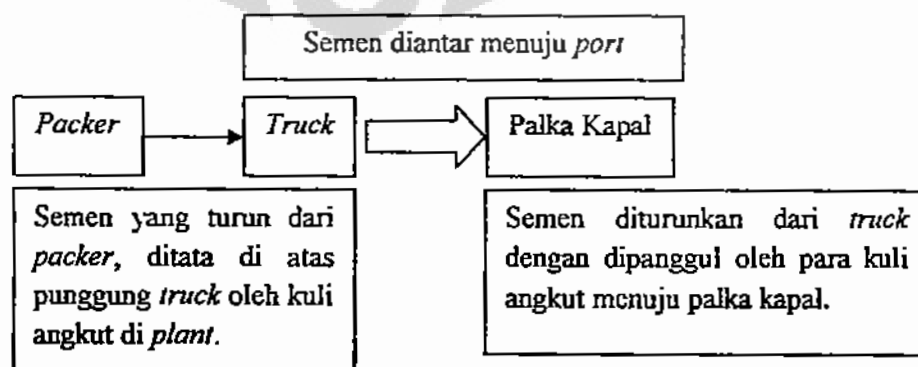 Semen diantar menuju port
Packer
Truck
Palka Kapal
Semen yang turun dari
packer, ditata di atas
punggung truck oleh kuli
angkut di plant.
Semen diturunkan dari truck
dengan dipanggul oleh para kuli
angkut menuju palka kapal.